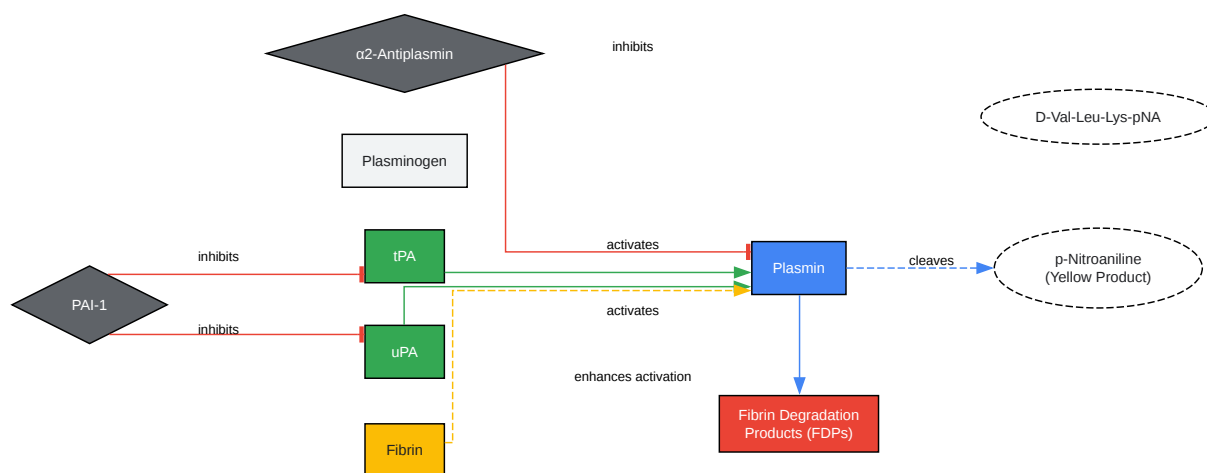 α2-Antiplasmin
inhibits
D-Val-Leu-Lys-pNA
Plasminogen
tPA
inhibits
activates
Plasmin
cleaves
p-Nitroaniline
(Yellow Product)
PAI-1
inhibits
activates
uPA
enhances activation
Fibrin Degradation
Products (FDPs)
Fibrin